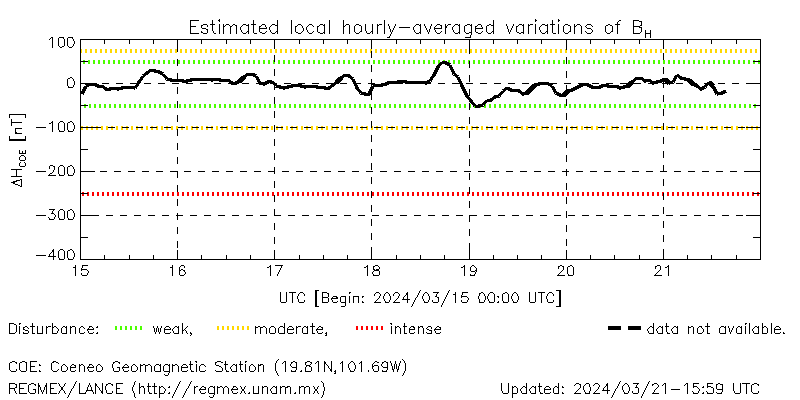 Estimated local hourly-averaged variations of B_H
100
0
-100
-200
-300
-400
ΔH_COE [nT]
15 16 17 18 19 20 21
UTC [Begin: 2024/03/15 00:00 UTC]
Disturbance: weak, moderate, intense data not available.
COE: Coeneo Geomagnetic Station (19.81N,101.69W)
REGMEX/LANCE (http://regmex.unam.mx) Updated: 2024/03/21-15:59 UTC